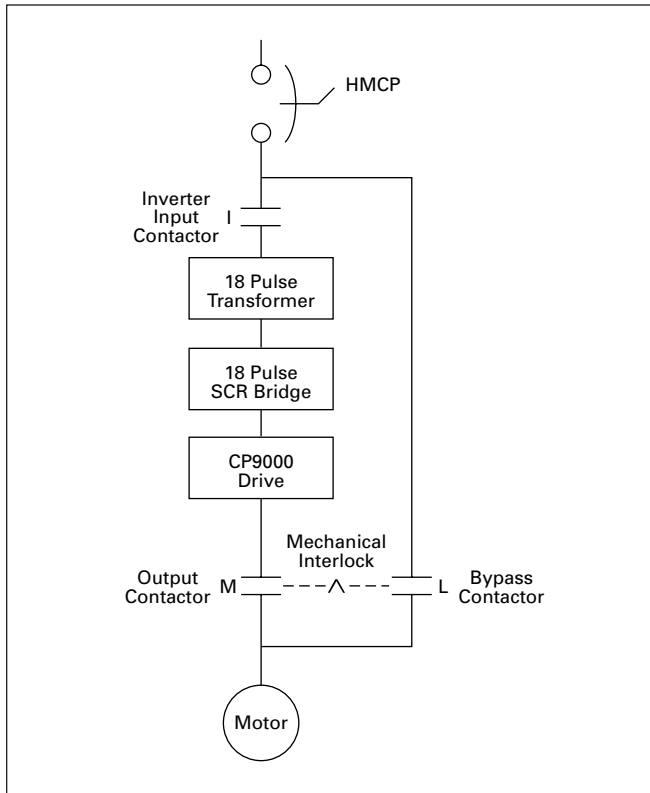 HMCP
Inverter
Input
Contactor
I
18 Pulse
Transformer
18 Pulse
SCR Bridge
CP9000
Drive
Mechanical
Interlock
Output
Contactor
M
L
Bypass
Contactor
Motor